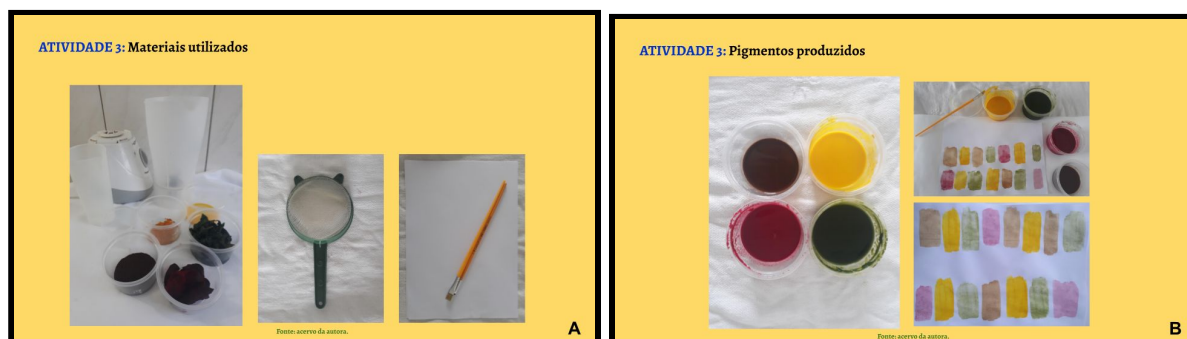 ATIVIDADE 3: Materiais utilizados
Fonte: acervo da autora.
A
ATIVIDADE 3: Pigmentos produzidos
Fonte: acervo da autora.
B